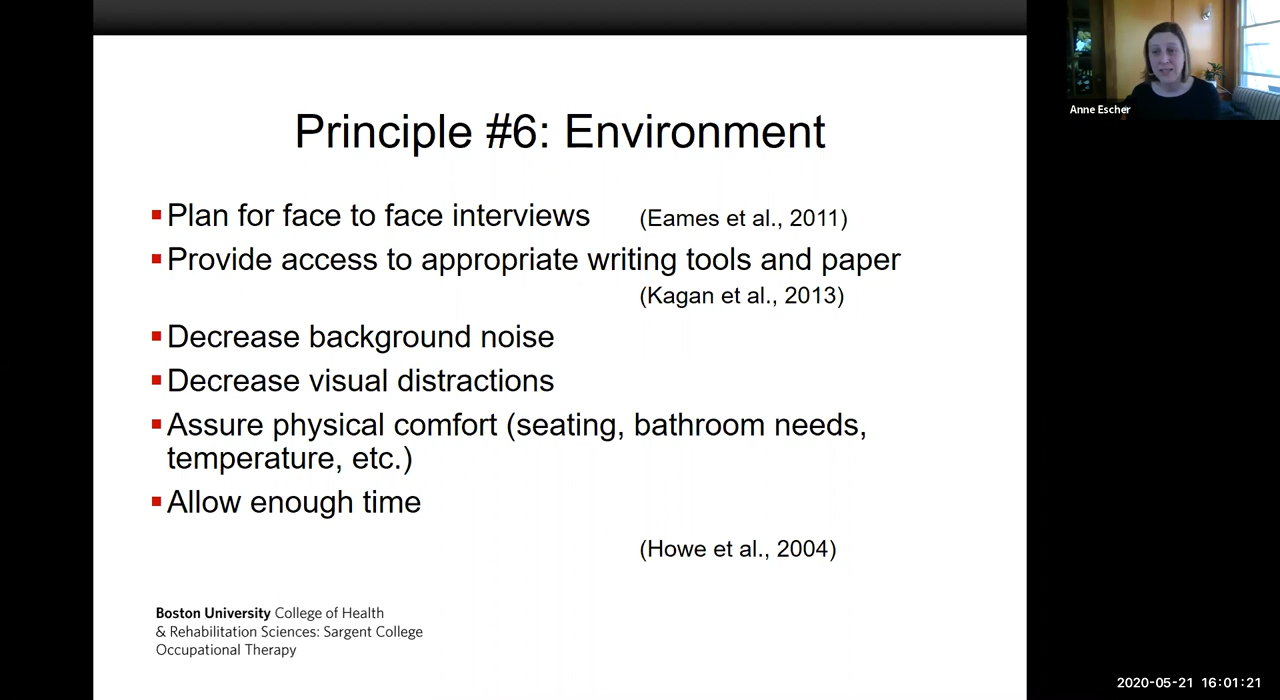 Principle #6: Environment
Plan for face to face interviews (Eames et al., 2011)
Provide access to appropriate writing tools and paper
(Kagan et al., 2013)
Decrease background noise
Decrease visual distractions
Assure physical comfort (seating, bathroom needs,
temperature, etc.)
Allow enough time
(Howe et al., 2004)
Boston University College of Health
& Rehabilitation Sciences: Sargent College
Occupational Therapy
Anne Escher
2020-05-21 16:01:21